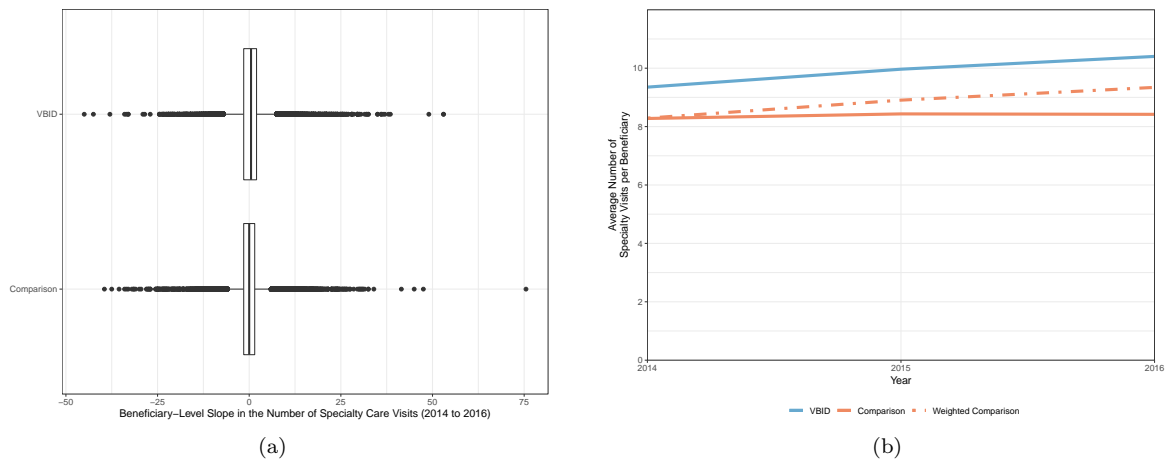 VBID
Comparison
−50
−25
0
25
50
75
Beneficiary−Level Slope in the Number of Specialty Care Visits (2014 to 2016)
(a)
Average Number of
Specialty Visits per Beneficiary
10
8
6
4
2
0
2014
2015
2016
Year
VBID Comparison Weighted Comparison
(b)